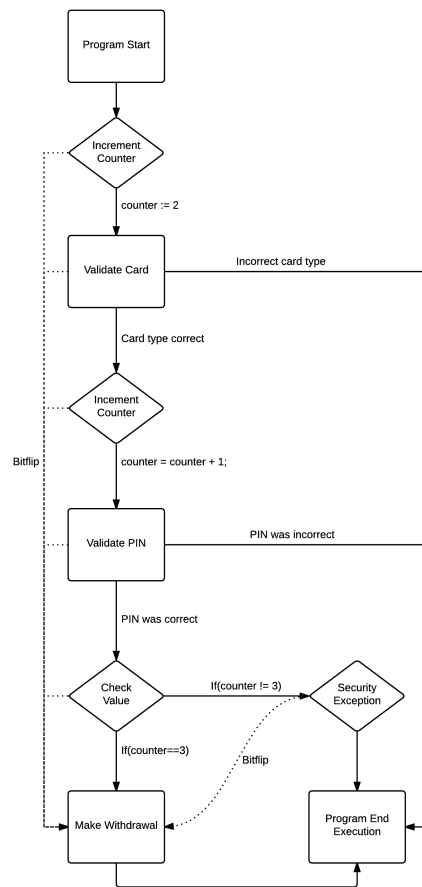 Program Start
Increment
Counter
counter := 2
Validate Card
Incorrect card type
Card type correct
Increment
Counter
Bitflip
counter = counter + 1;
Validate PIN
PIN was incorrect
PIN was correct
Check
Value
If(counter != 3)
Security
Exception
If(counter==3)
Bitflip
Make Withdrawal
Program End
Execution